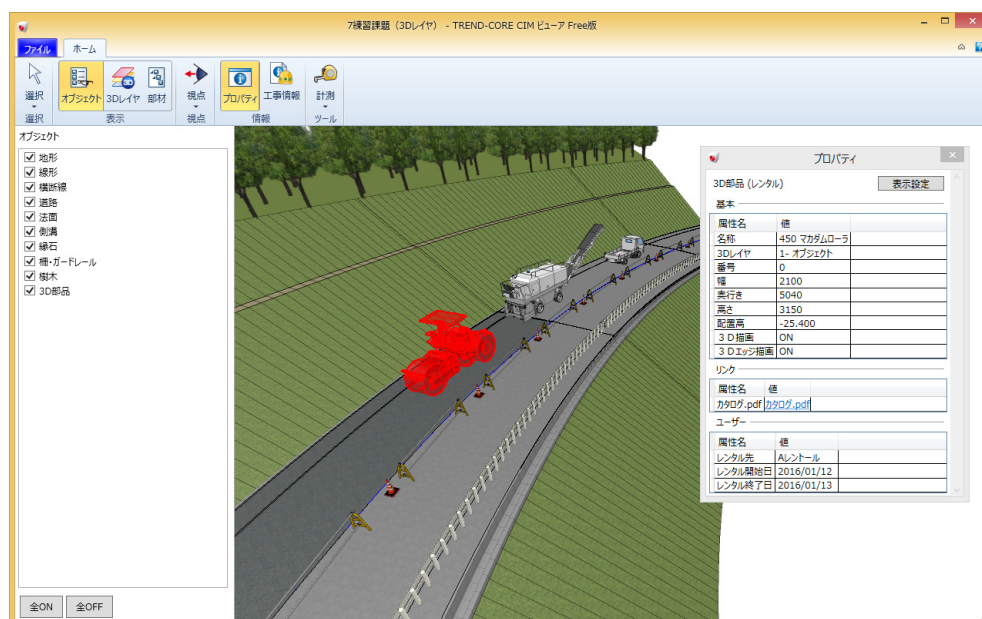 7練習課題（3Dレイヤ） - TREND-CORE CIM ビューア Free版
ファイル ホーム
選択 オブジェクト 3Dレイヤ 部材 視点 プロパティ 工事情報 計測
選択 表示 視点 情報 ツール
オブジェクト
地形
線形
横断線
道路
法面
側溝
縁石
柵・ガードレール
樹木
3D部品
全ON 全OFF
プロパティ
3D部品 (レンタル) 表示設定
基本
属性名 値
名称 450 マカダムローラ
3Dレイヤ 1- オブジェクト
番号 0
幅 2100
奥行き 5040
高さ 3150
配置高 -25.400
３Ｄ描画 ON
３Ｄエッジ描画 ON
リンク
属性名 値
カタログ.pdf カタログ.pdf
ユーザー
属性名 値
レンタル先 Aレントール
レンタル開始日 2016/01/12
レンタル終了日 2016/01/13